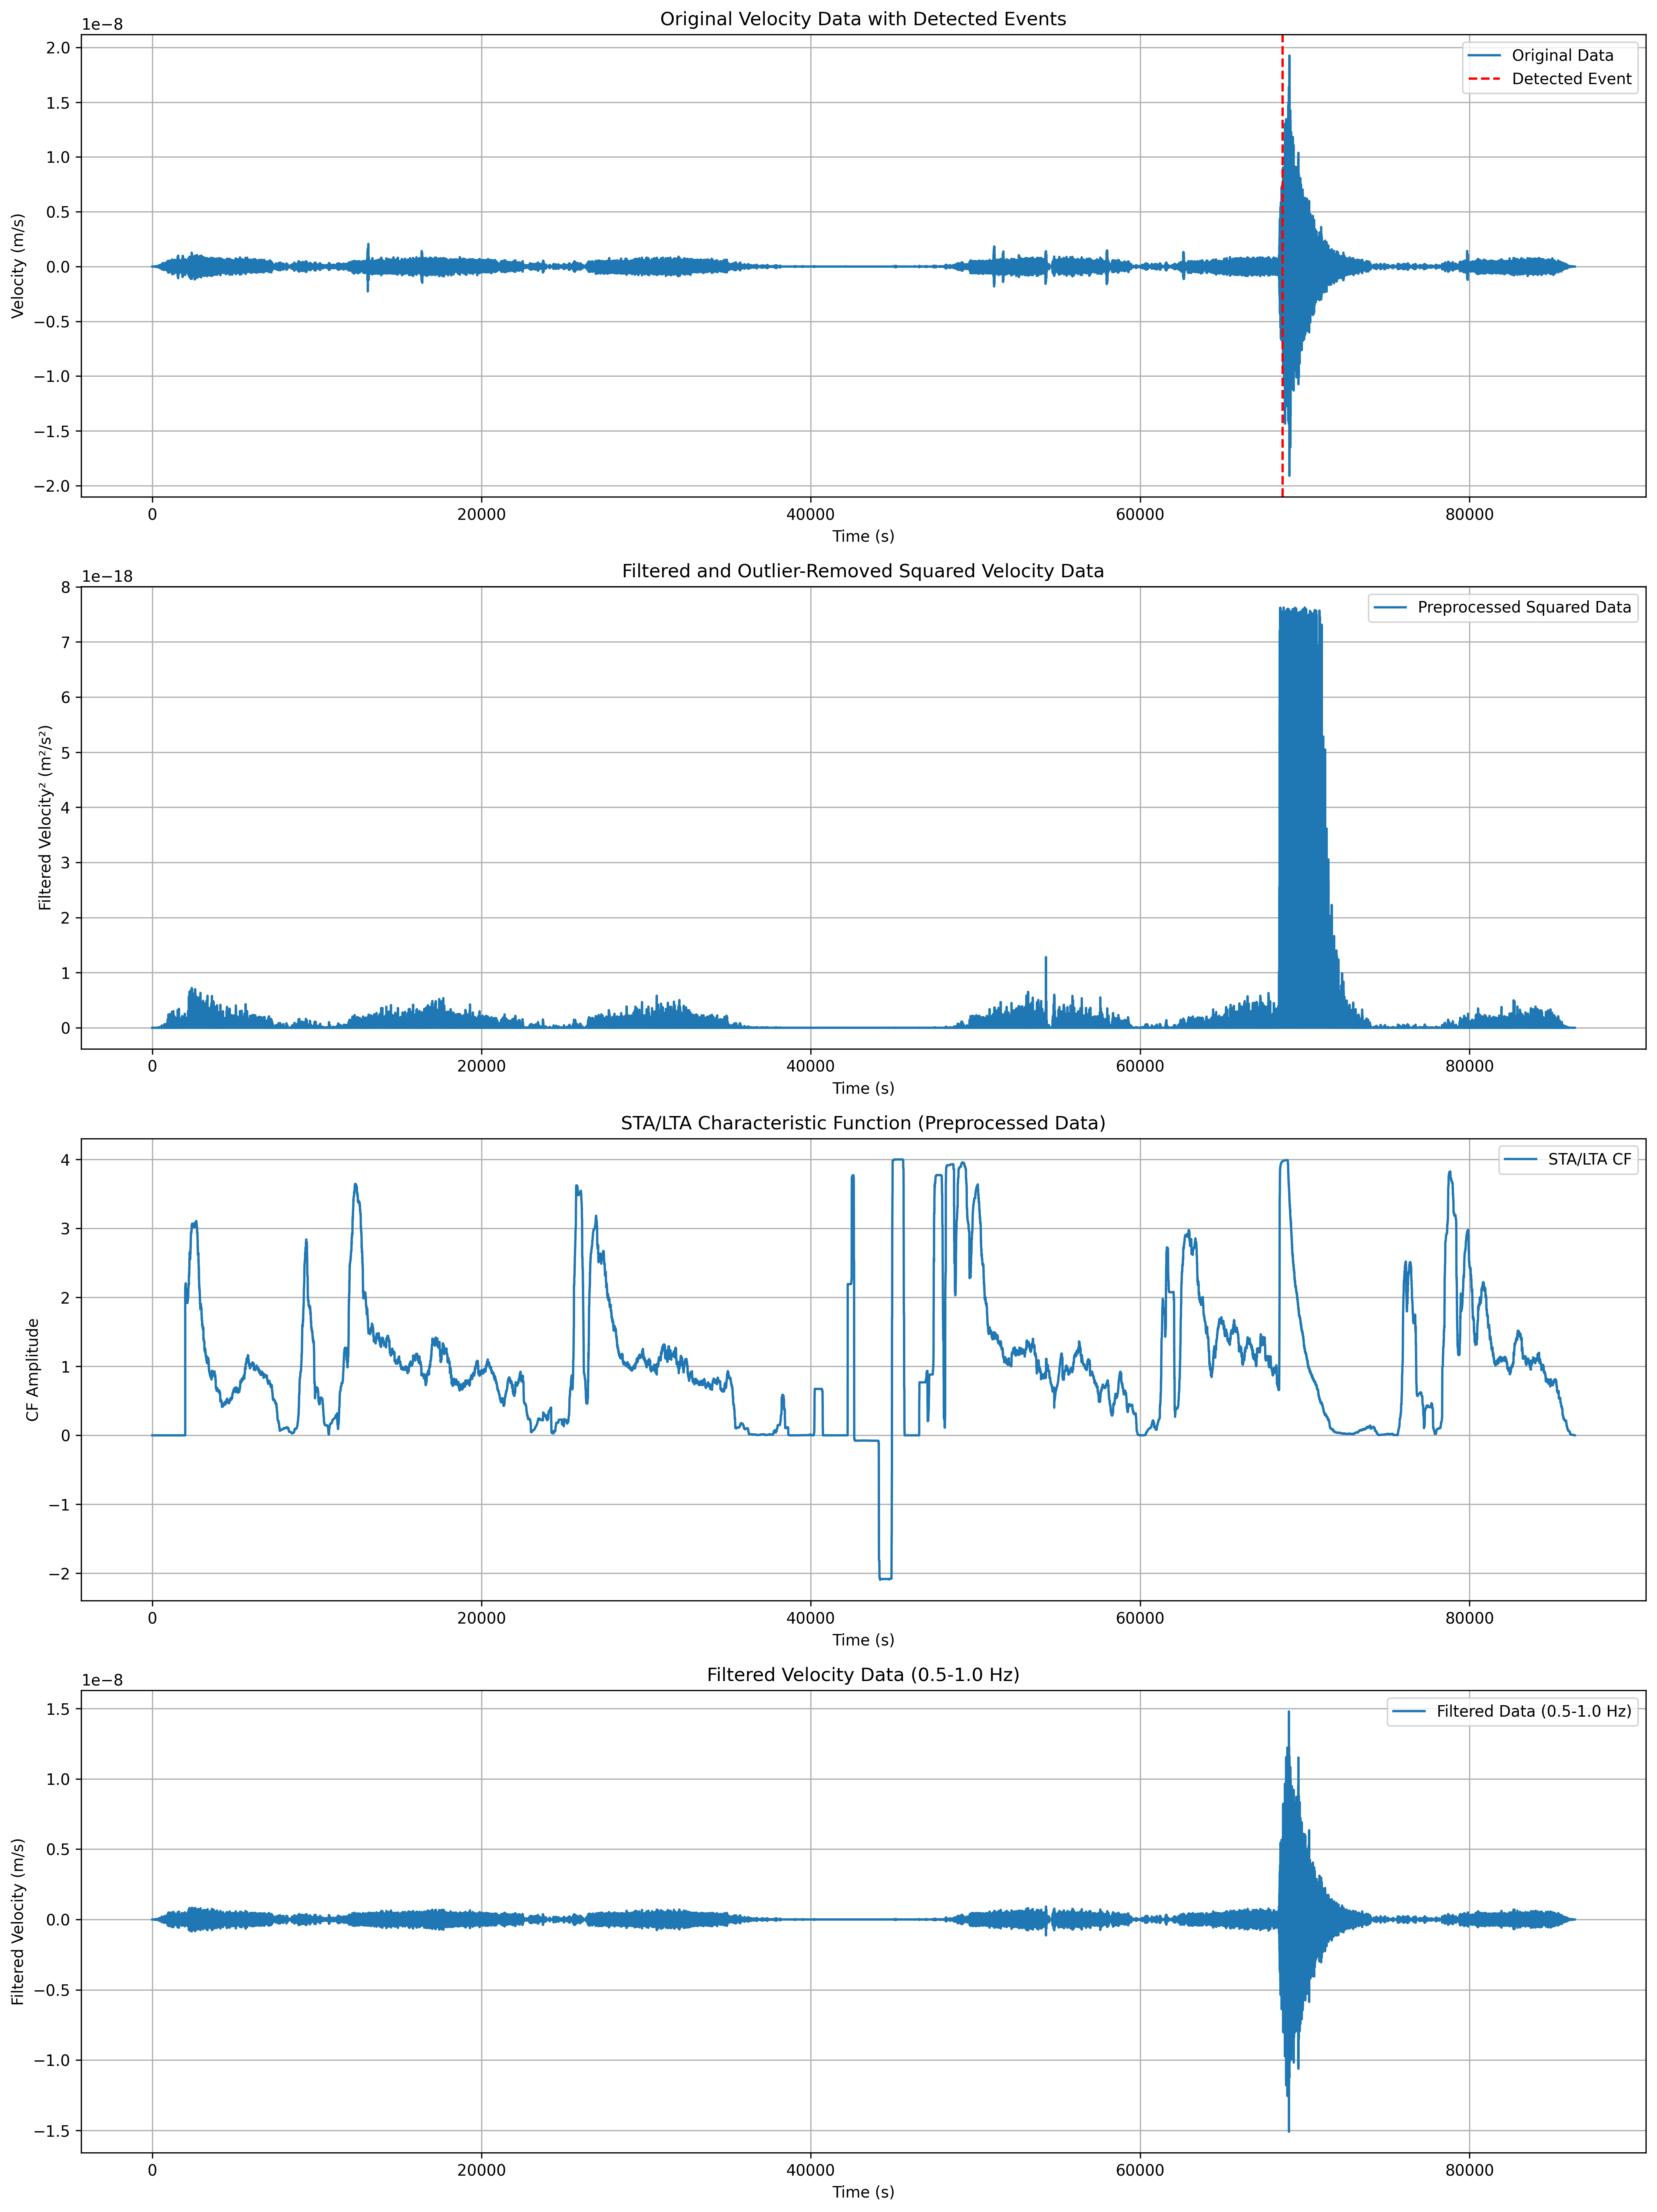 Original Velocity Data with Detected Events
1e−8
Original Data
Detected Event
2.0
1.5
1.0
0.5
0.0
−0.5
−1.0
−1.5
−2.0
Velocity (m/s)
0 20000 40000 60000 80000
Time (s)
Filtered and Outlier-Removed Squared Velocity Data
1e−18
Preprocessed Squared Data
8
7
6
5
4
3
2
1
0
Filtered Velocity² (m²/s²)
0 20000 40000 60000 80000
Time (s)
STA/LTA Characteristic Function (Preprocessed Data)
STA/LTA CF
4
3
2
1
0
−1
−2
CF Amplitude
0 20000 40000 60000 80000
Time (s)
Filtered Velocity Data (0.5-1.0 Hz)
1e−8
Filtered Data (0.5-1.0 Hz)
1.5
1.0
0.5
0.0
−0.5
−1.0
−1.5
Filtered Velocity (m/s)
0 20000 40000 60000 80000
Time (s)